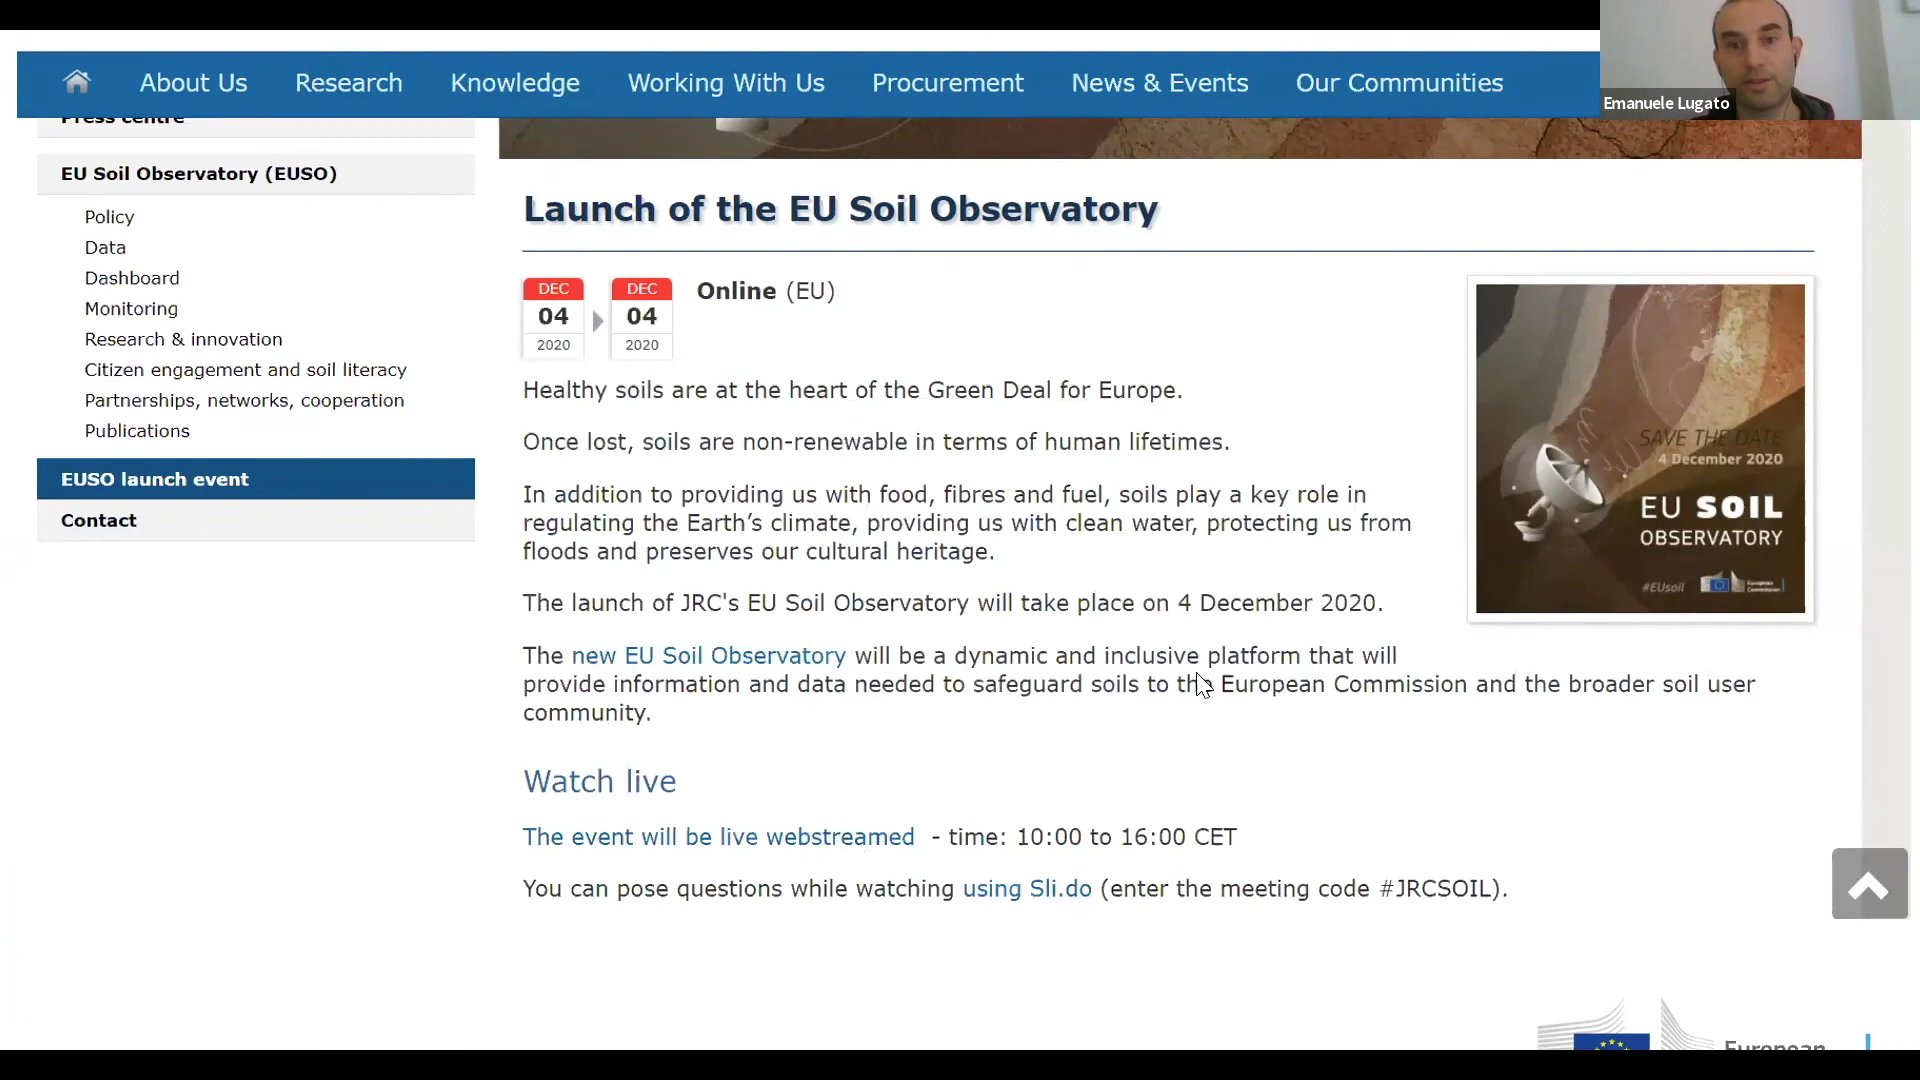 About Us Research Knowledge Working With Us Procurement News & Events Our Communities
Emanuele Lugato
Press centre
EU Soil Observatory (EUSO)
Policy
Data
Dashboard
Monitoring
Research & innovation
Citizen engagement and soil literacy
Partnerships, networks, cooperation
Publications
EUSO launch event
Contact
Launch of the EU Soil Observatory
DEC DEC
04 04
2020 2020
Online (EU)
Healthy soils are at the heart of the Green Deal for Europe.
Once lost, soils are non-renewable in terms of human lifetimes.
In addition to providing us with food, fibres and fuel, soils play a key role in
regulating the Earth’s climate, providing us with clean water, protecting us from
floods and preserves our cultural heritage.
The launch of JRC's EU Soil Observatory will take place on 4 December 2020.
The new EU Soil Observatory will be a dynamic and inclusive platform that will
provide information and data needed to safeguard soils to the European Commission and the broader soil user
community.
SAVE THE DATE
4 December 2020
EU SOIL
OBSERVATORY
#EUsoil
European
Commission
Watch live
The event will be live webstreamed - time: 10:00 to 16:00 CET
You can pose questions while watching using Sli.do (enter the meeting code #JRCSOIL).
European